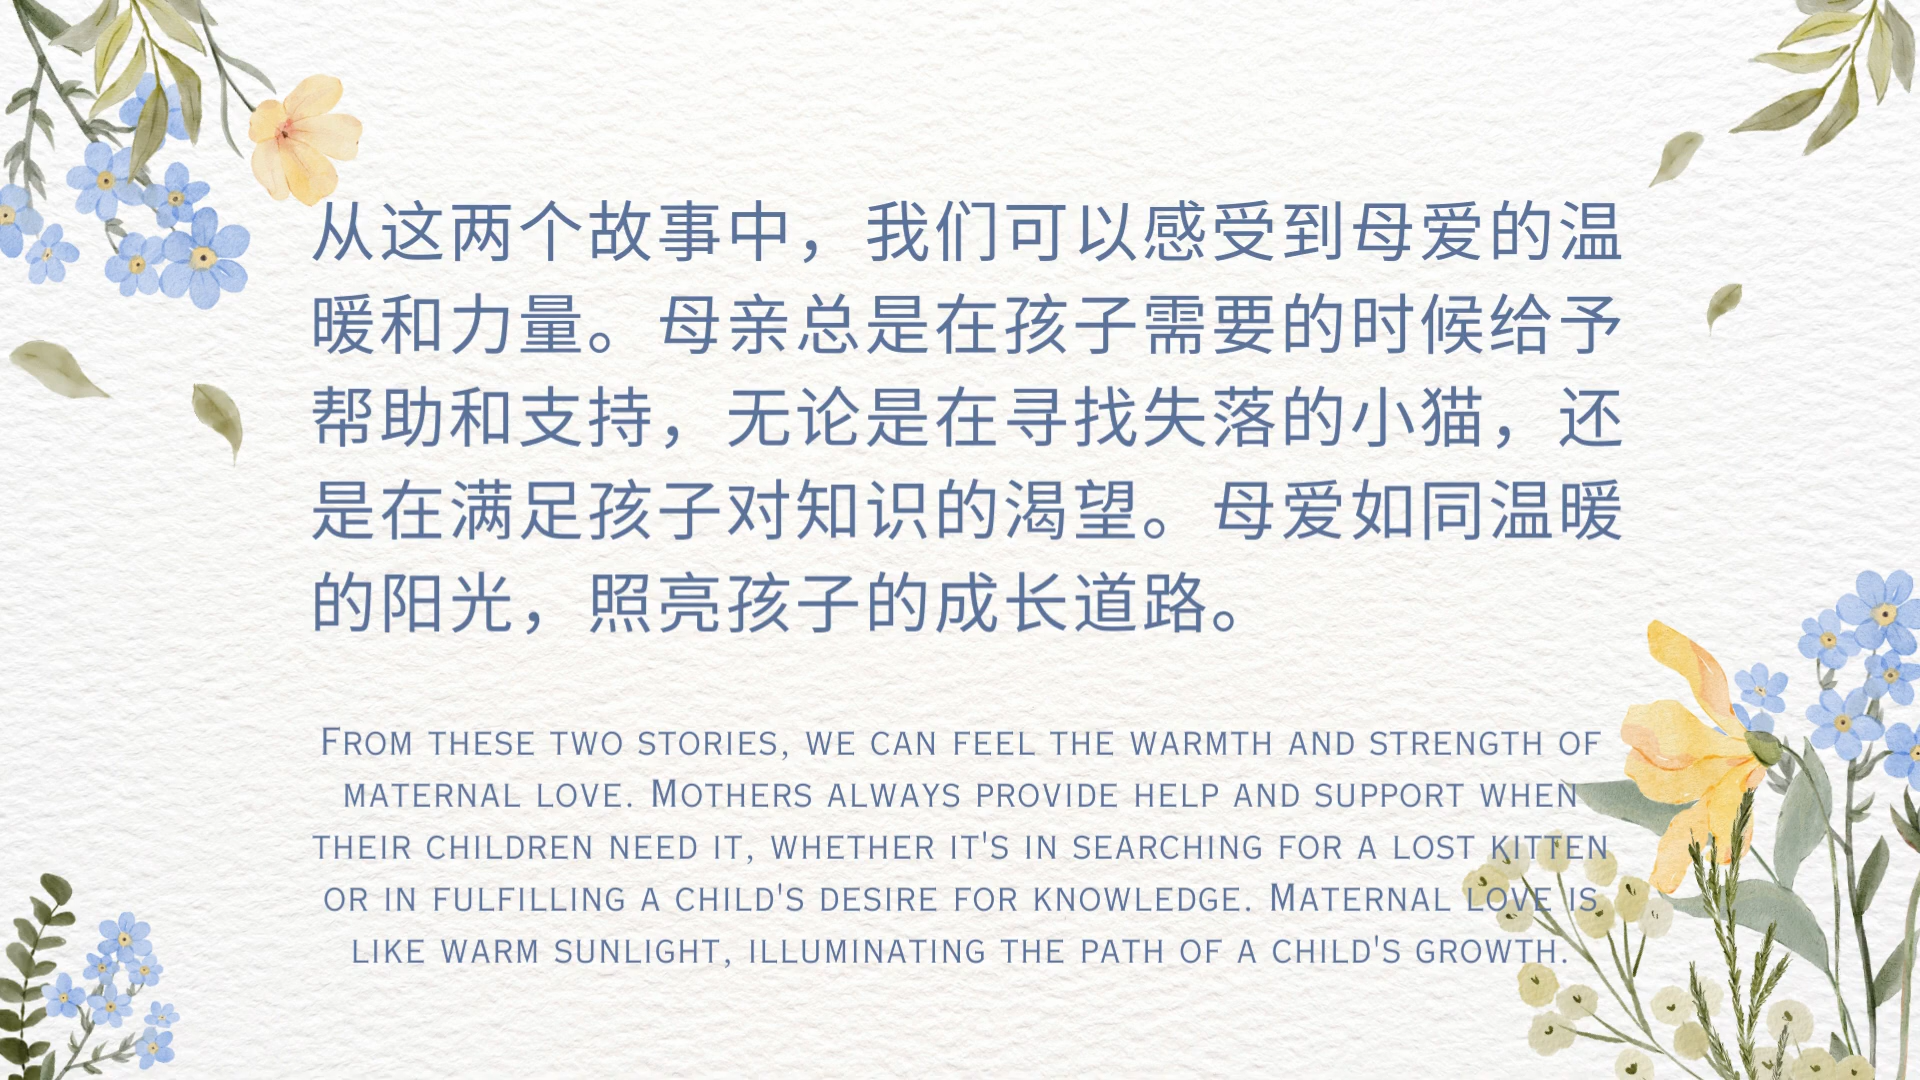 从这两个故事中，我们可以感受到母爱的温
暖和力量。母亲总是在孩子需要的时候给予
帮助和支持，无论是在寻找失落的小猫，还
是在满足孩子对知识的渴望。母爱如同温暖
的阳光，照亮孩子的成长道路。
From these two stories, we can feel the warmth and strength of
maternal love. Mothers always provide help and support when
their children need it, whether it's in searching for a lost kitten
or in fulfilling a child's desire for knowledge. Maternal love is
like warm sunlight, illuminating the path of a child's growth.